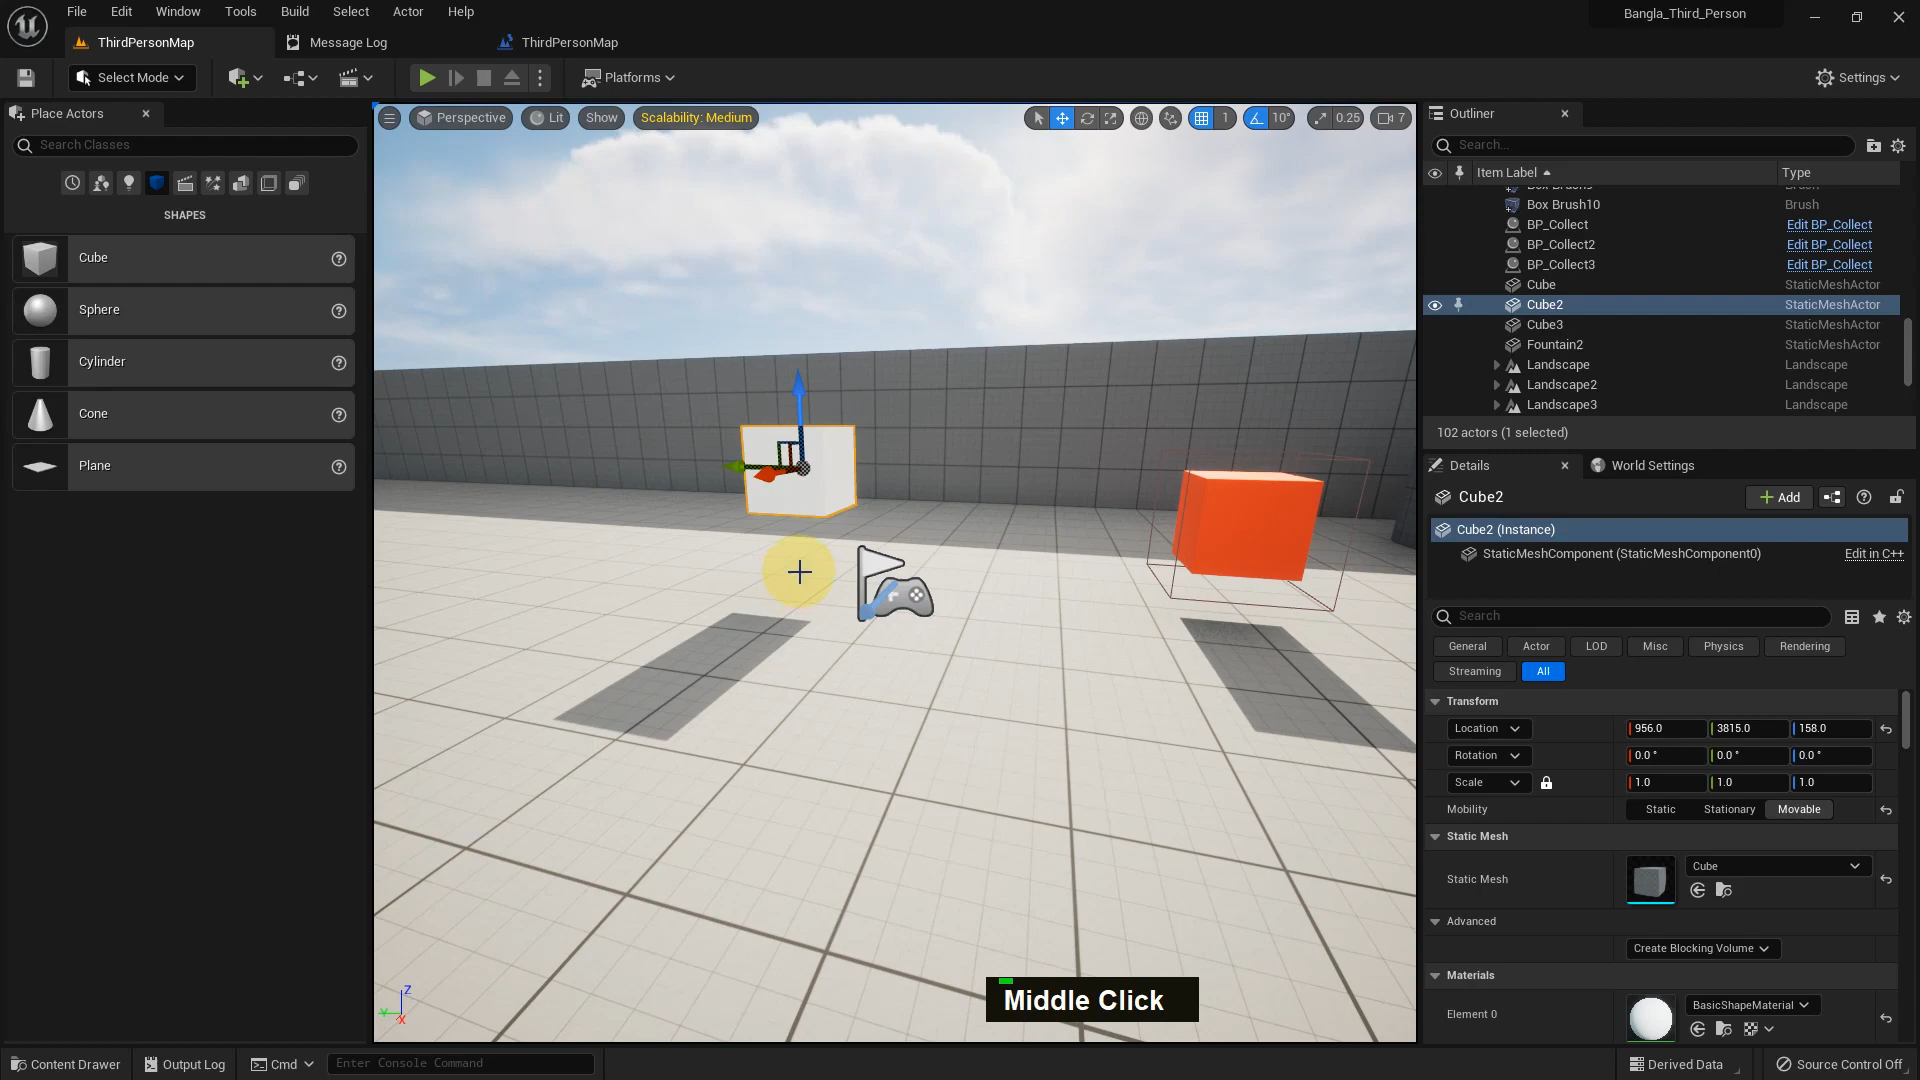 File Edit Window Tools Build Select Actor Help
Bangla_Third_Person
ThirdPersonMap
Message Log
ThirdPersonMap
Select Mode
Platforms
Settings
Place Actors
Search Classes
SHAPES
Cube
Sphere
Cylinder
Cone
Plane
Perspective Lit Show Scalability: Medium
1 10° 0.25 7
Z
Y
X
Middle Click
Outliner
Search...
Item Label Type
Box Brush10 Brush
BP_Collect Edit BP_Collect
BP_Collect2 Edit BP_Collect
BP_Collect3 Edit BP_Collect
Cube StaticMeshActor
Cube2 StaticMeshActor
Cube3 StaticMeshActor
Fountain2 StaticMeshActor
Landscape Landscape
Landscape2 Landscape
Landscape3 Landscape
102 actors (1 selected)
Details World Settings
Cube2 Add
Cube2 (Instance)
StaticMeshComponent (StaticMeshComponent0) Edit in C++
Search
General Actor LOD Misc Physics Rendering
Streaming All
Transform
Location 956.0 3815.0 158.0
Rotation 0.0 ° 0.0 ° 0.0 °
Scale 1.0 1.0 1.0
Mobility Static Stationary Movable
Static Mesh
Static Mesh Cube
Advanced
Create Blocking Volume
Materials
Element 0 BasicShapeMaterial
Content Drawer Output Log Cmd Enter Console Command
Derived Data Source Control Off